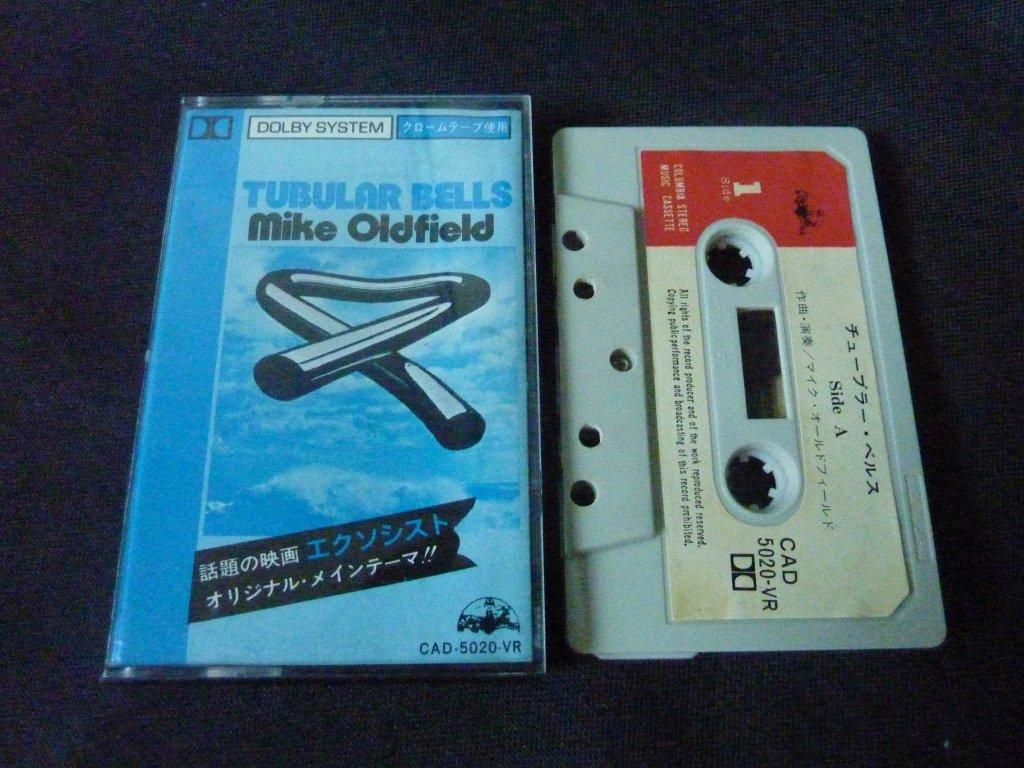 DOLBY SYSTEM
クロームテープ使用
TUBULAR BELLS
Mike Oldfield
話題の映画 エクソシスト
オリジナル・メインテーマ!!
CAD-5020-VR
COLUMBIA STEREO
MUSIC CASSETTE
1
Side
チューブラー・ベルス
Side A
作曲・演奏/マイク・オールドフィールド
All rights of the record producer and of the work reproduced reserved.
Copying public performance and broadcasting of this record prohibited.
CAD
5020-VR